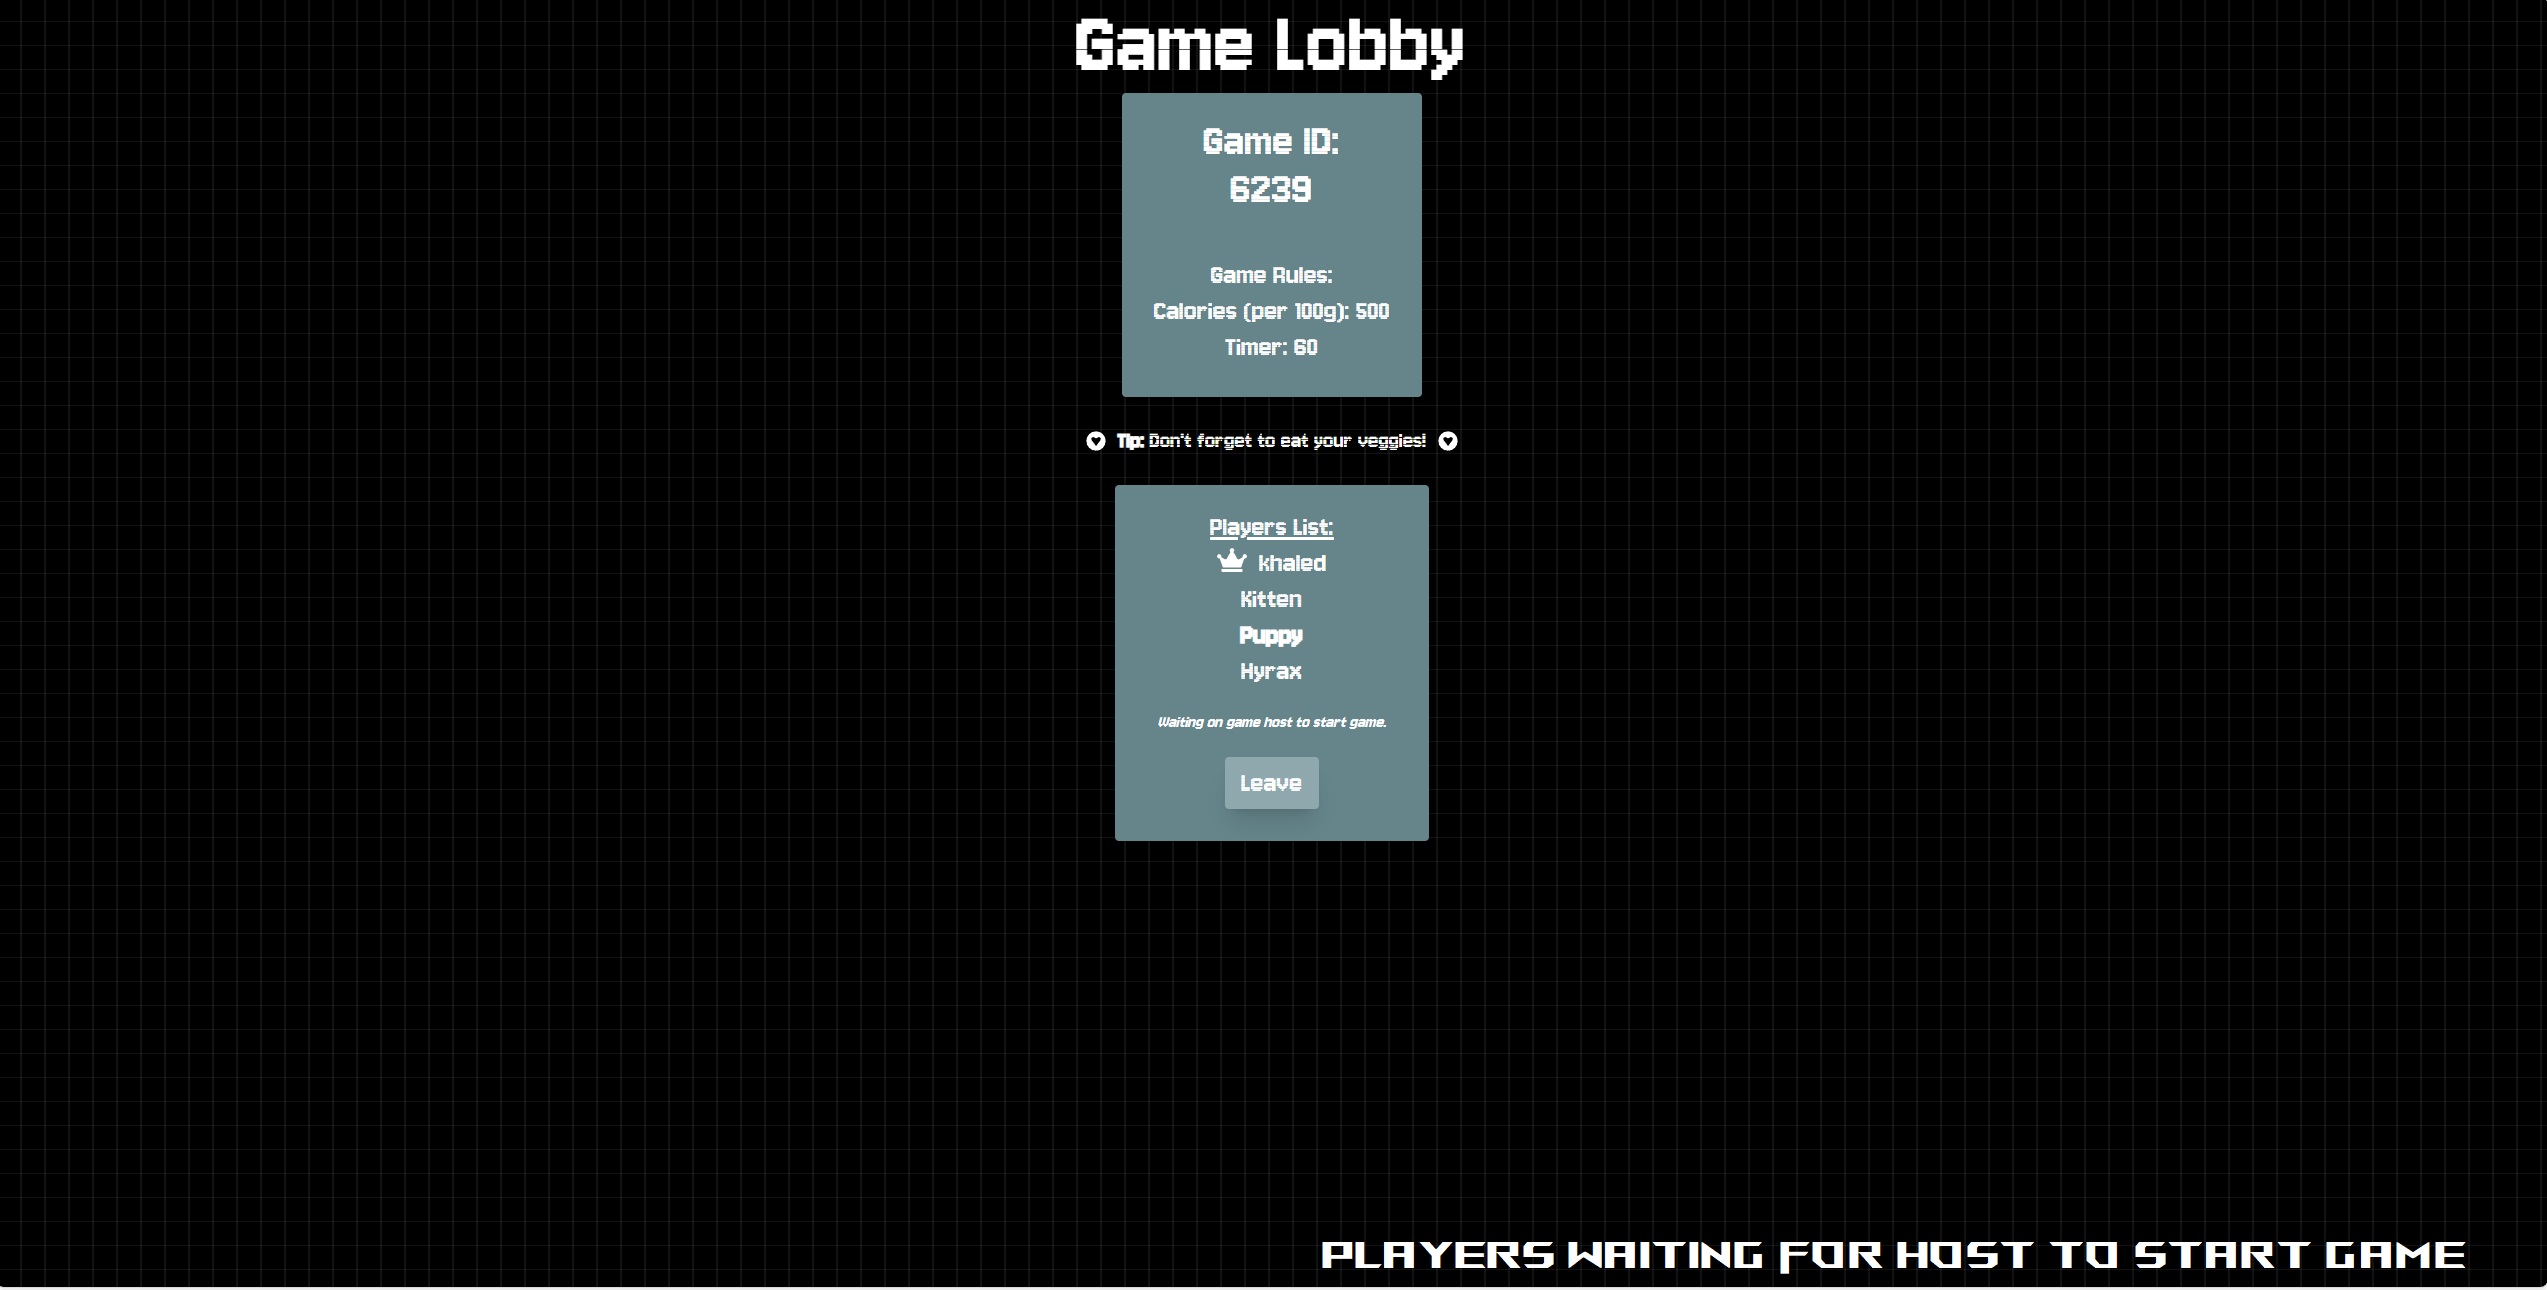 Game Lobby
Game ID:
6239
Game Rules:
Calories (per 100g): 500
Timer: 60
Tip: Don't forget to eat your veggies!
Players List:
khaled
Kitten
Puppy
Hyrax
Waiting on game host to start game.
Leave
PLAYERS WAITING FOR HOST TO START GAME